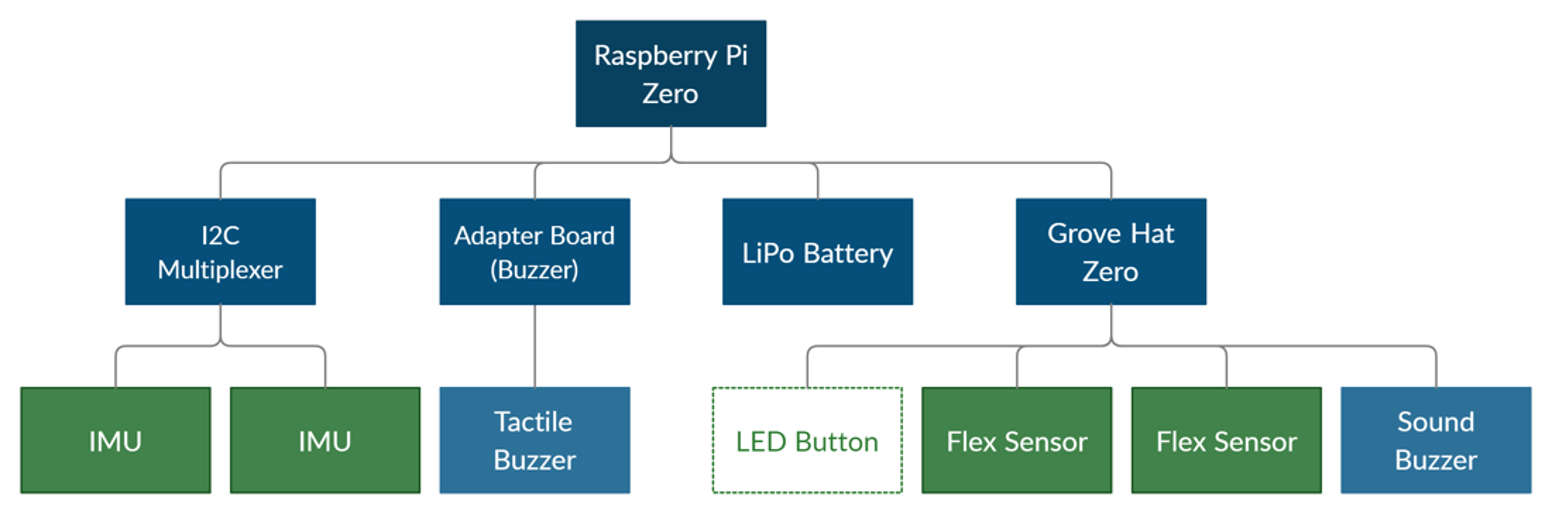 Raspberry Pi
Zero
I2C
Multiplexer
Adapter Board
(Buzzer)
LiPo Battery
Grove Hat
Zero
IMU
IMU
Tactile
Buzzer
LED Button
Flex Sensor
Flex Sensor
Sound
Buzzer